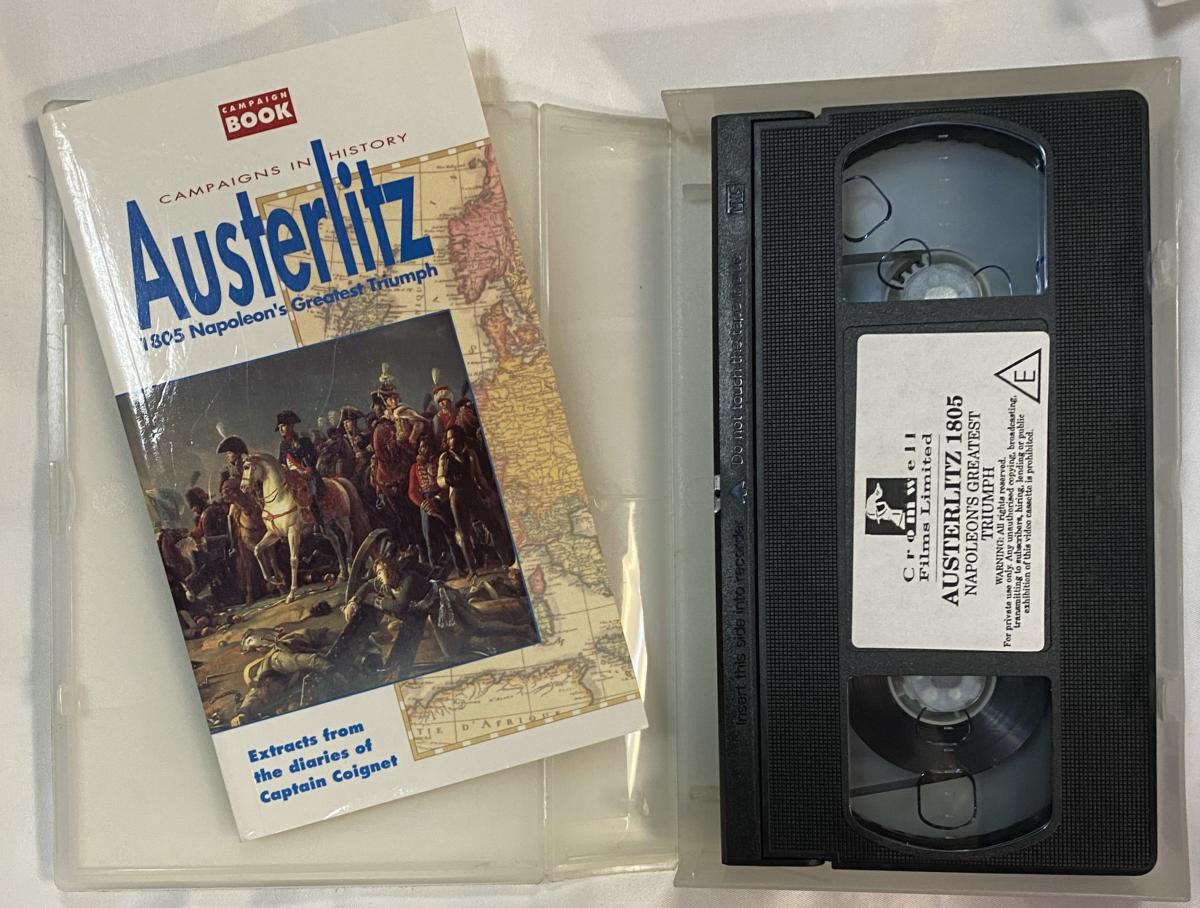 CAMPAIGN
BOOK
CAMPAIGNS IN HISTORY
Austerlitz
1805 Napoleon's Greatest Triumph
TIE D'AFRIQUE
Extracts from
the diaries of
Captain Coignet
VHS
Insert this side into recorder Do not touch the tape inside
Cromwell
Films Limited
AUSTERLITZ 1805
NAPOLEON'S GREATEST
TRIUMPH
WARNING: All rights reserved.
For private use only. Any unauthorised copying, broadcasting,
transmitting to subscribers, hiring, lending or public
exhibition of this video cassette is prohibited.
E